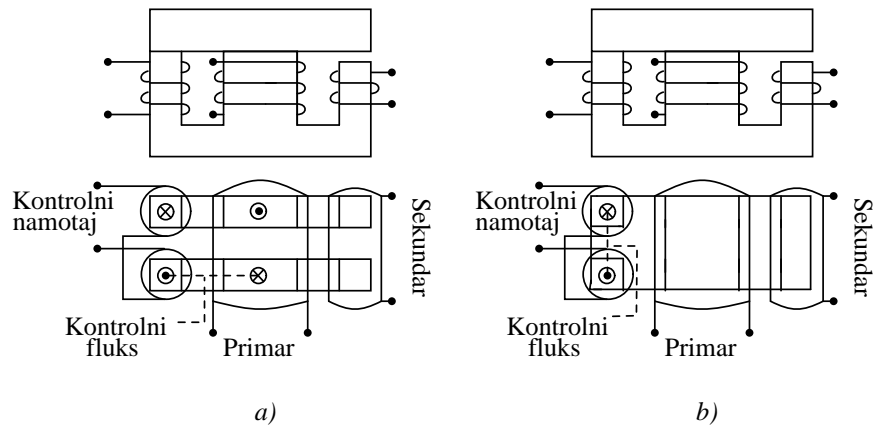 Kontrolni
namotaj
Sekundar
Kontrolni
fluks
Primar
a)
Kontrolni
namotaj
Sekundar
Kontrolni
fluks
Primar
b)